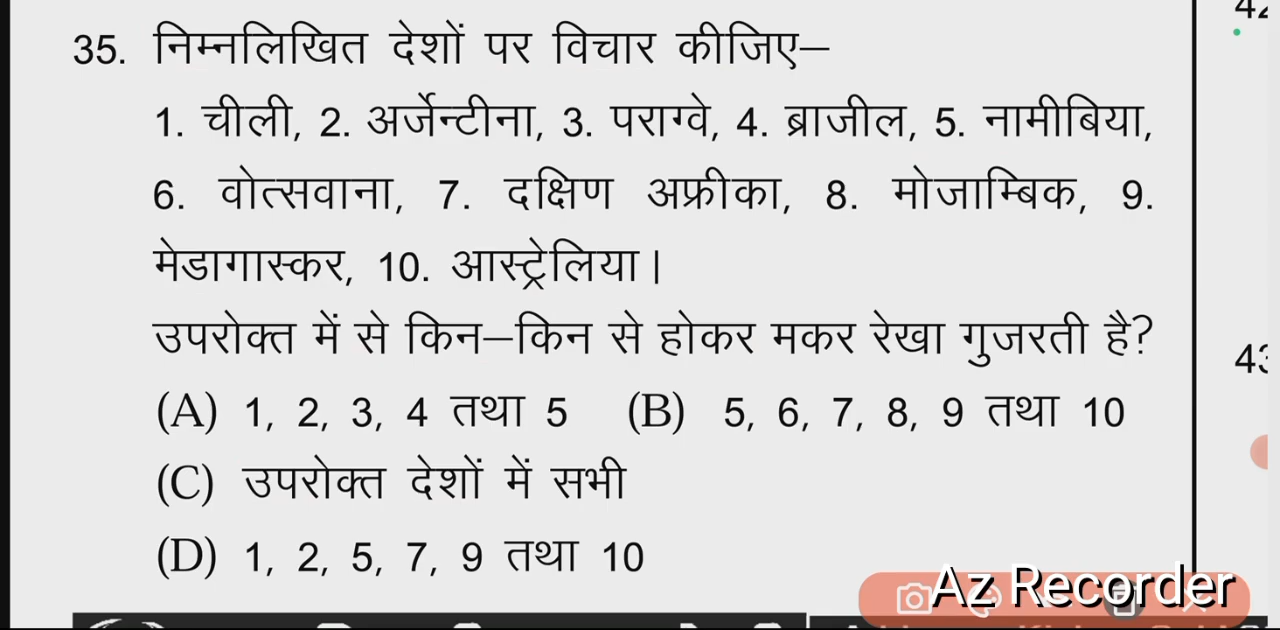 42
35. निम्नलिखित देशों पर विचार कीजिए–
1. चीली, 2. अर्जेन्टीना, 3. पराग्वे, 4. ब्राजील, 5. नामीबिया,
6. वोत्सवाना, 7. दक्षिण अफ्रीका, 8. मोजाम्बिक, 9.
मेडागास्कर, 10. आस्ट्रेलिया।
उपरोक्त में से किन–किन से होकर मकर रेखा गुजरती है?
43
(A) 1, 2, 3, 4 तथा 5 (B) 5, 6, 7, 8, 9 तथा 10
(C) उपरोक्त देशों में सभी
(D) 1, 2, 5, 7, 9 तथा 10
Az Recorder